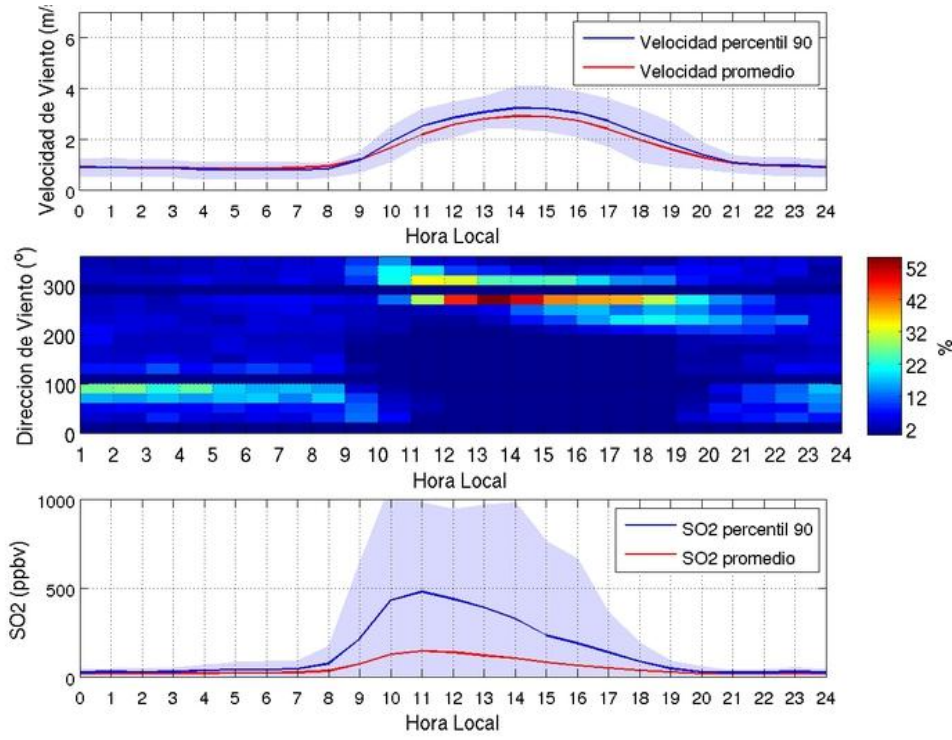 Velocidad de Viento (m/
6
4
2
0
Velocidad percentil 90
Velocidad promedio
0 1 2 3 4 5 6 7 8 9 10 11 12 13 14 15 16 17 18 19 20 21 22 23 24
Hora Local
Direccion de Viento (º)
300
200
100
0
52
42
32
22
12
2
%
1 2 3 4 5 6 7 8 9 10 11 12 13 14 15 16 17 18 19 20 21 22 23 24
Hora Local
SO2 (ppbv)
1000
500
0
SO2 percentil 90
SO2 promedio
0 1 2 3 4 5 6 7 8 9 10 11 12 13 14 15 16 17 18 19 20 21 22 23 24
Hora Local